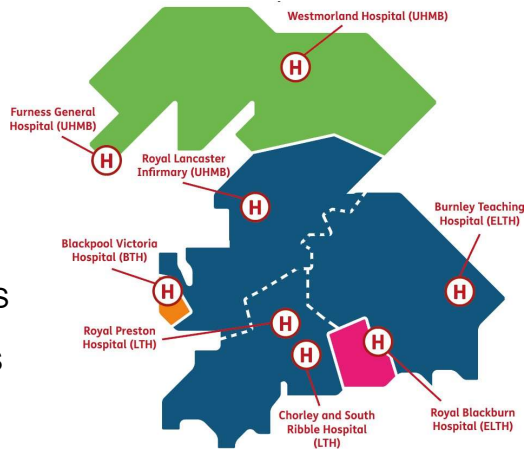 Westmorland Hospital (UHMB)
H
Furness General
Hospital (UHMB)
H
Royal Lancaster
Infirmary (UHMB)
H
Burnley Teaching
Hospital (ELTH)
H
Blackpool Victoria
Hospital (BTH)
H
S
Royal Preston
Hospital (LTH)
H
s
H
H
Chorley and South
Ribble Hospital
(LTH)
Royal Blackburn
Hospital (ELTH)